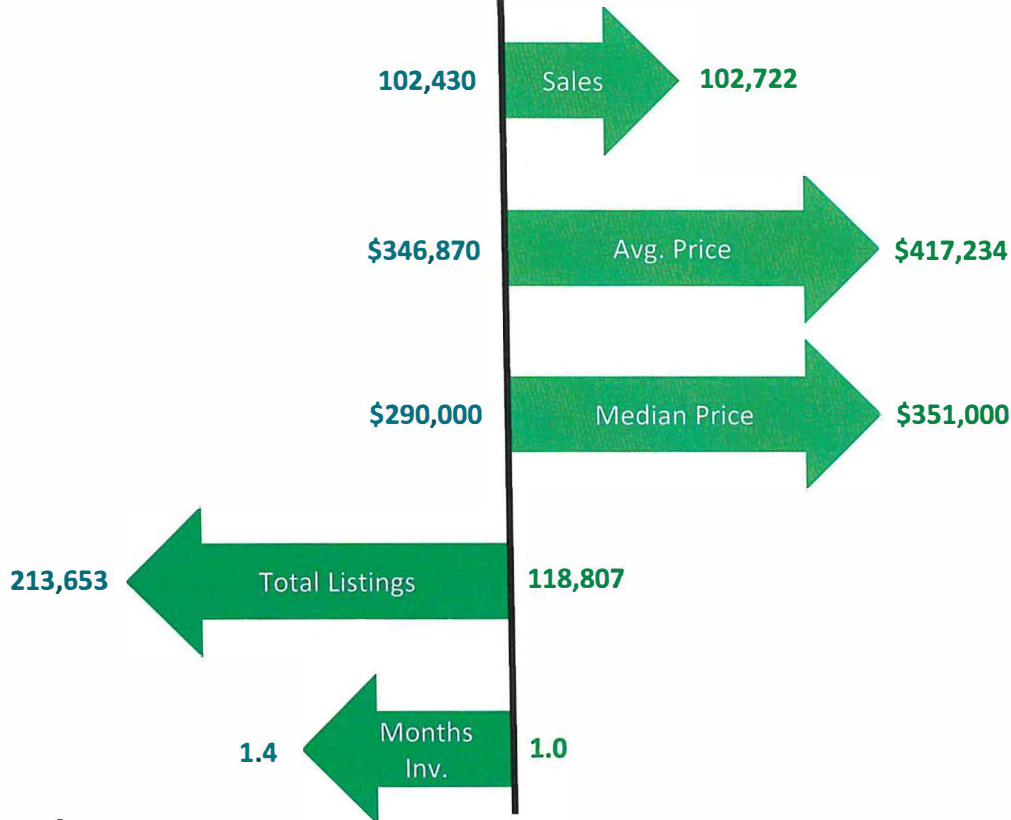 102,430 Sales 102,722
$346,870 Avg. Price $417,234
$290,000 Median Price $351,000
213,653 Total Listings 118,807
Months
1.4 Inv. 1.0